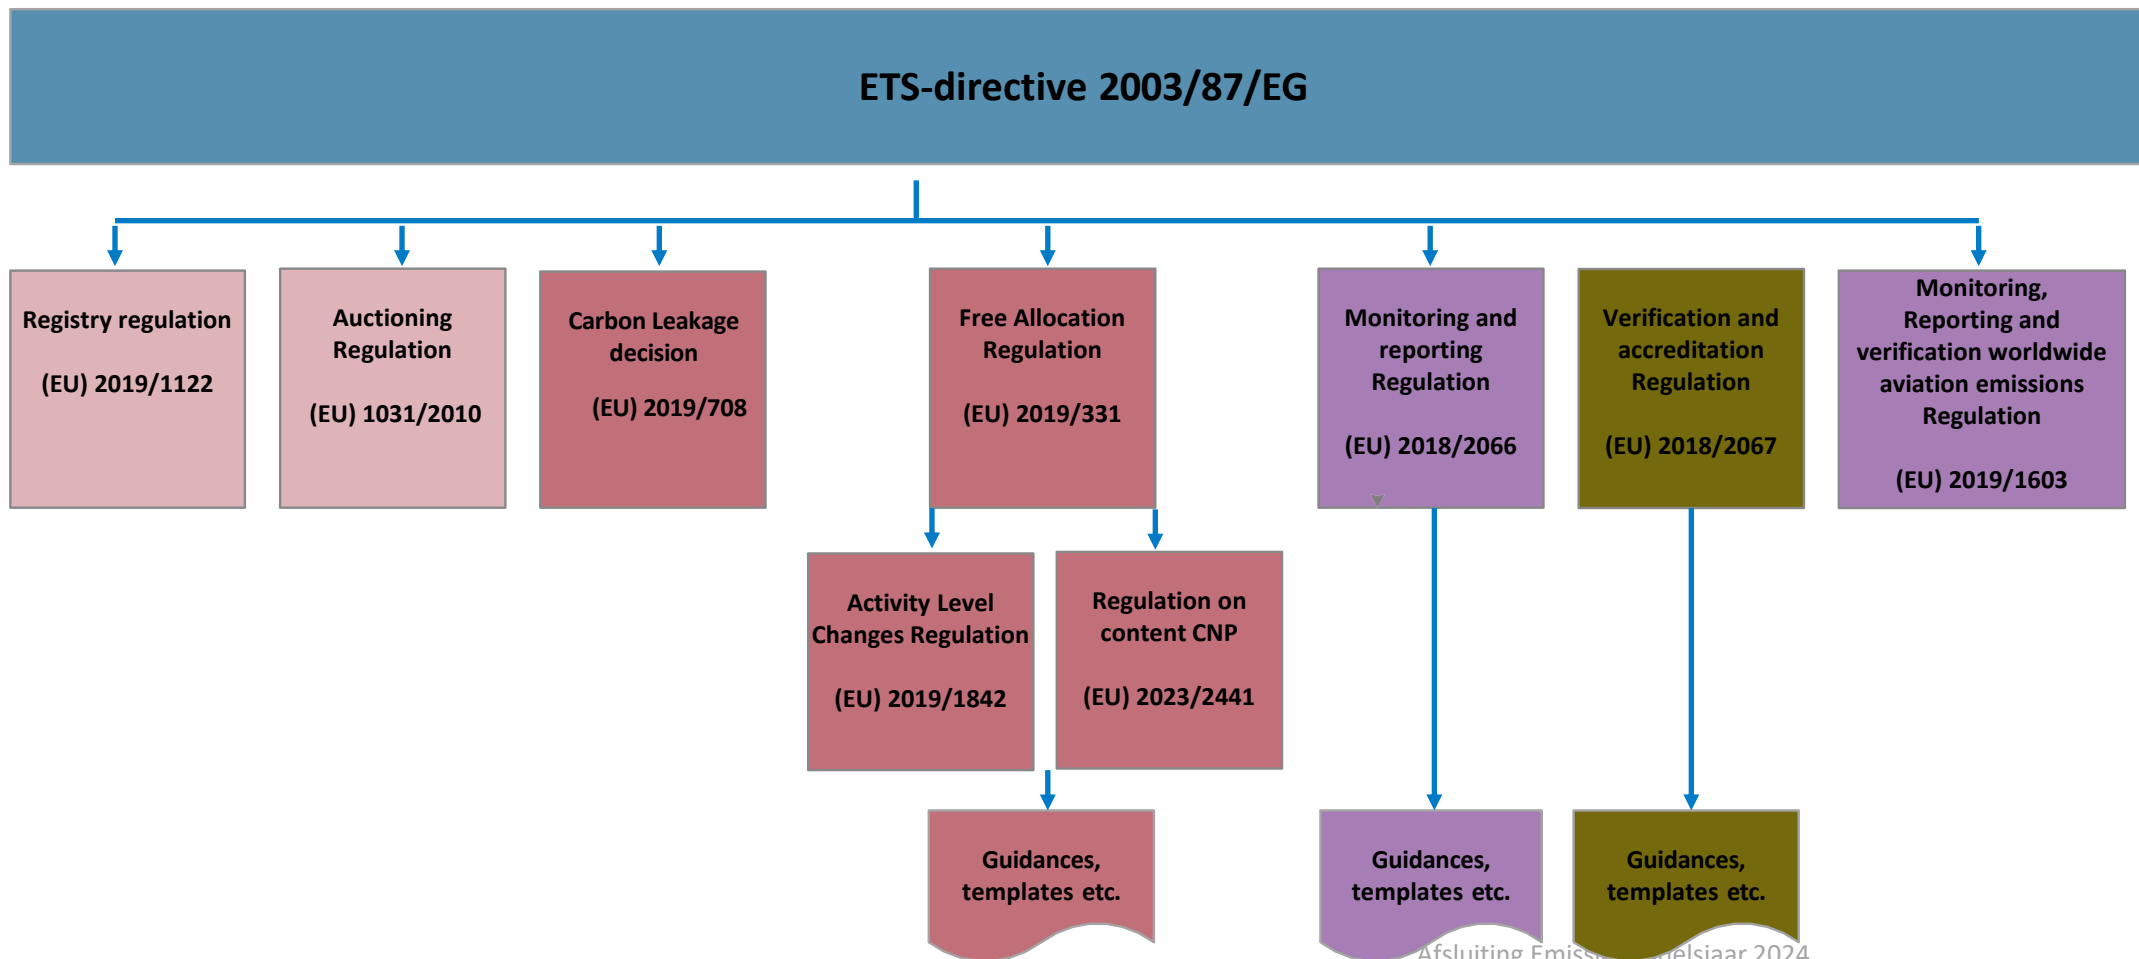 ETS-directive 2003/87/EG
Registry regulation
(EU) 2019/1122
Auctioning
Regulation
(EU) 1031/2010
Carbon Leakage
decision
(EU) 2019/708
Free Allocation
Regulation
(EU) 2019/331
Monitoring and
reporting
Regulation
(EU) 2018/2066
Verification and
accreditation
Regulation
(EU) 2018/2067
Monitoring,
Reporting and
verification worldwide
aviation emissions
Regulation
(EU) 2019/1603
Activity Level
Changes Regulation
(EU) 2019/1842
Regulation on
content CNP
(EU) 2023/2441
Guidances,
templates etc.
Guidances,
templates etc.
Guidances,
templates etc.
Afsluiting 2024